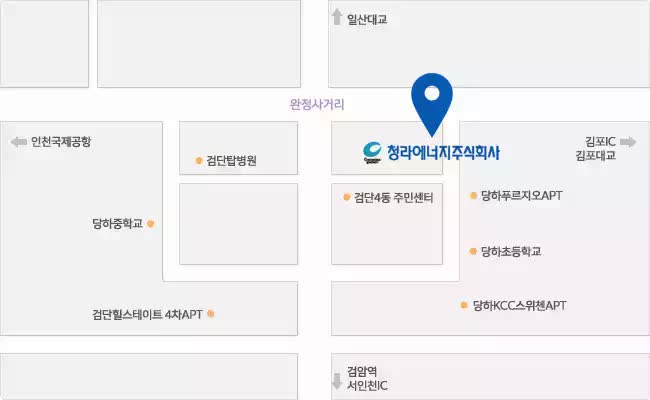 일산대교
완정사거리
인천국제공항
청라에너지주식회사
김포IC
김포대교
검단탑병원
검단4동 주민센터
당하푸르지오APT
당하중학교
당하초등학교
당하KCC스위첸APT
검단힐스테이트 4차APT
검암역
서인천IC